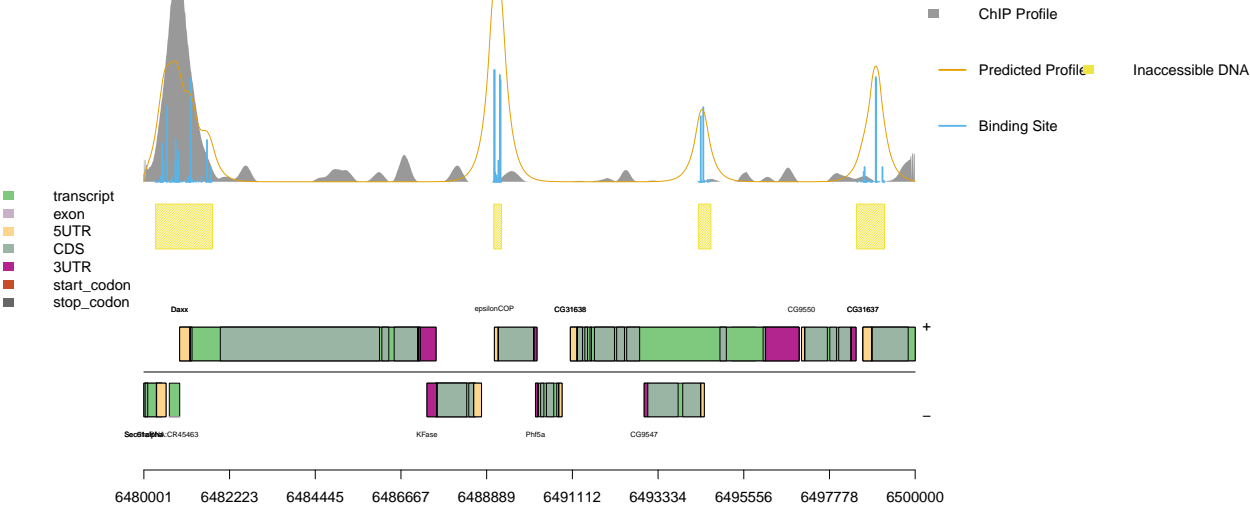 ChIP Profile
Predicted Profile
Inaccessible DNA
Binding Site
transcript
exon
5UTR
CDS
3UTR
start_codon
stop_codon
Daxx
epsilonCOP
CG31638
CG9550
CG31637
+
–
:CR45463
KFase
Phf5a
CG9547
6480001 6482223 6484445 6486667 6488889 6491112 6493334 6495556 6497778 6500000